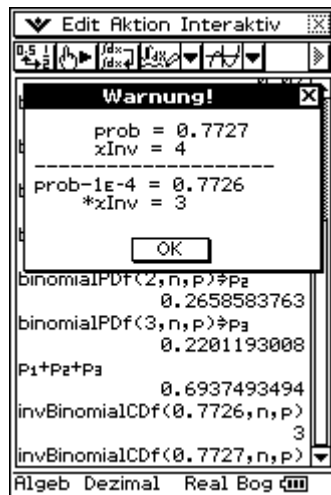 Edit Aktion Interaktiv
Warnung!
prob = 0.7727
xInv = 4
prob-1E-4 = 0.7726
*xInv = 3
OK
binomialPDf(2,n,p)⇒p₂
0.2658583763
binomialPDf(3,n,p)⇒p₃
0.2201193008
p₁+p₂+p₃
0.6937493494
invBinomialCDf(0.7726,n,p)
3
invBinomialCDf(0.7727,n,p)
Algeb Dezimal Real Bog